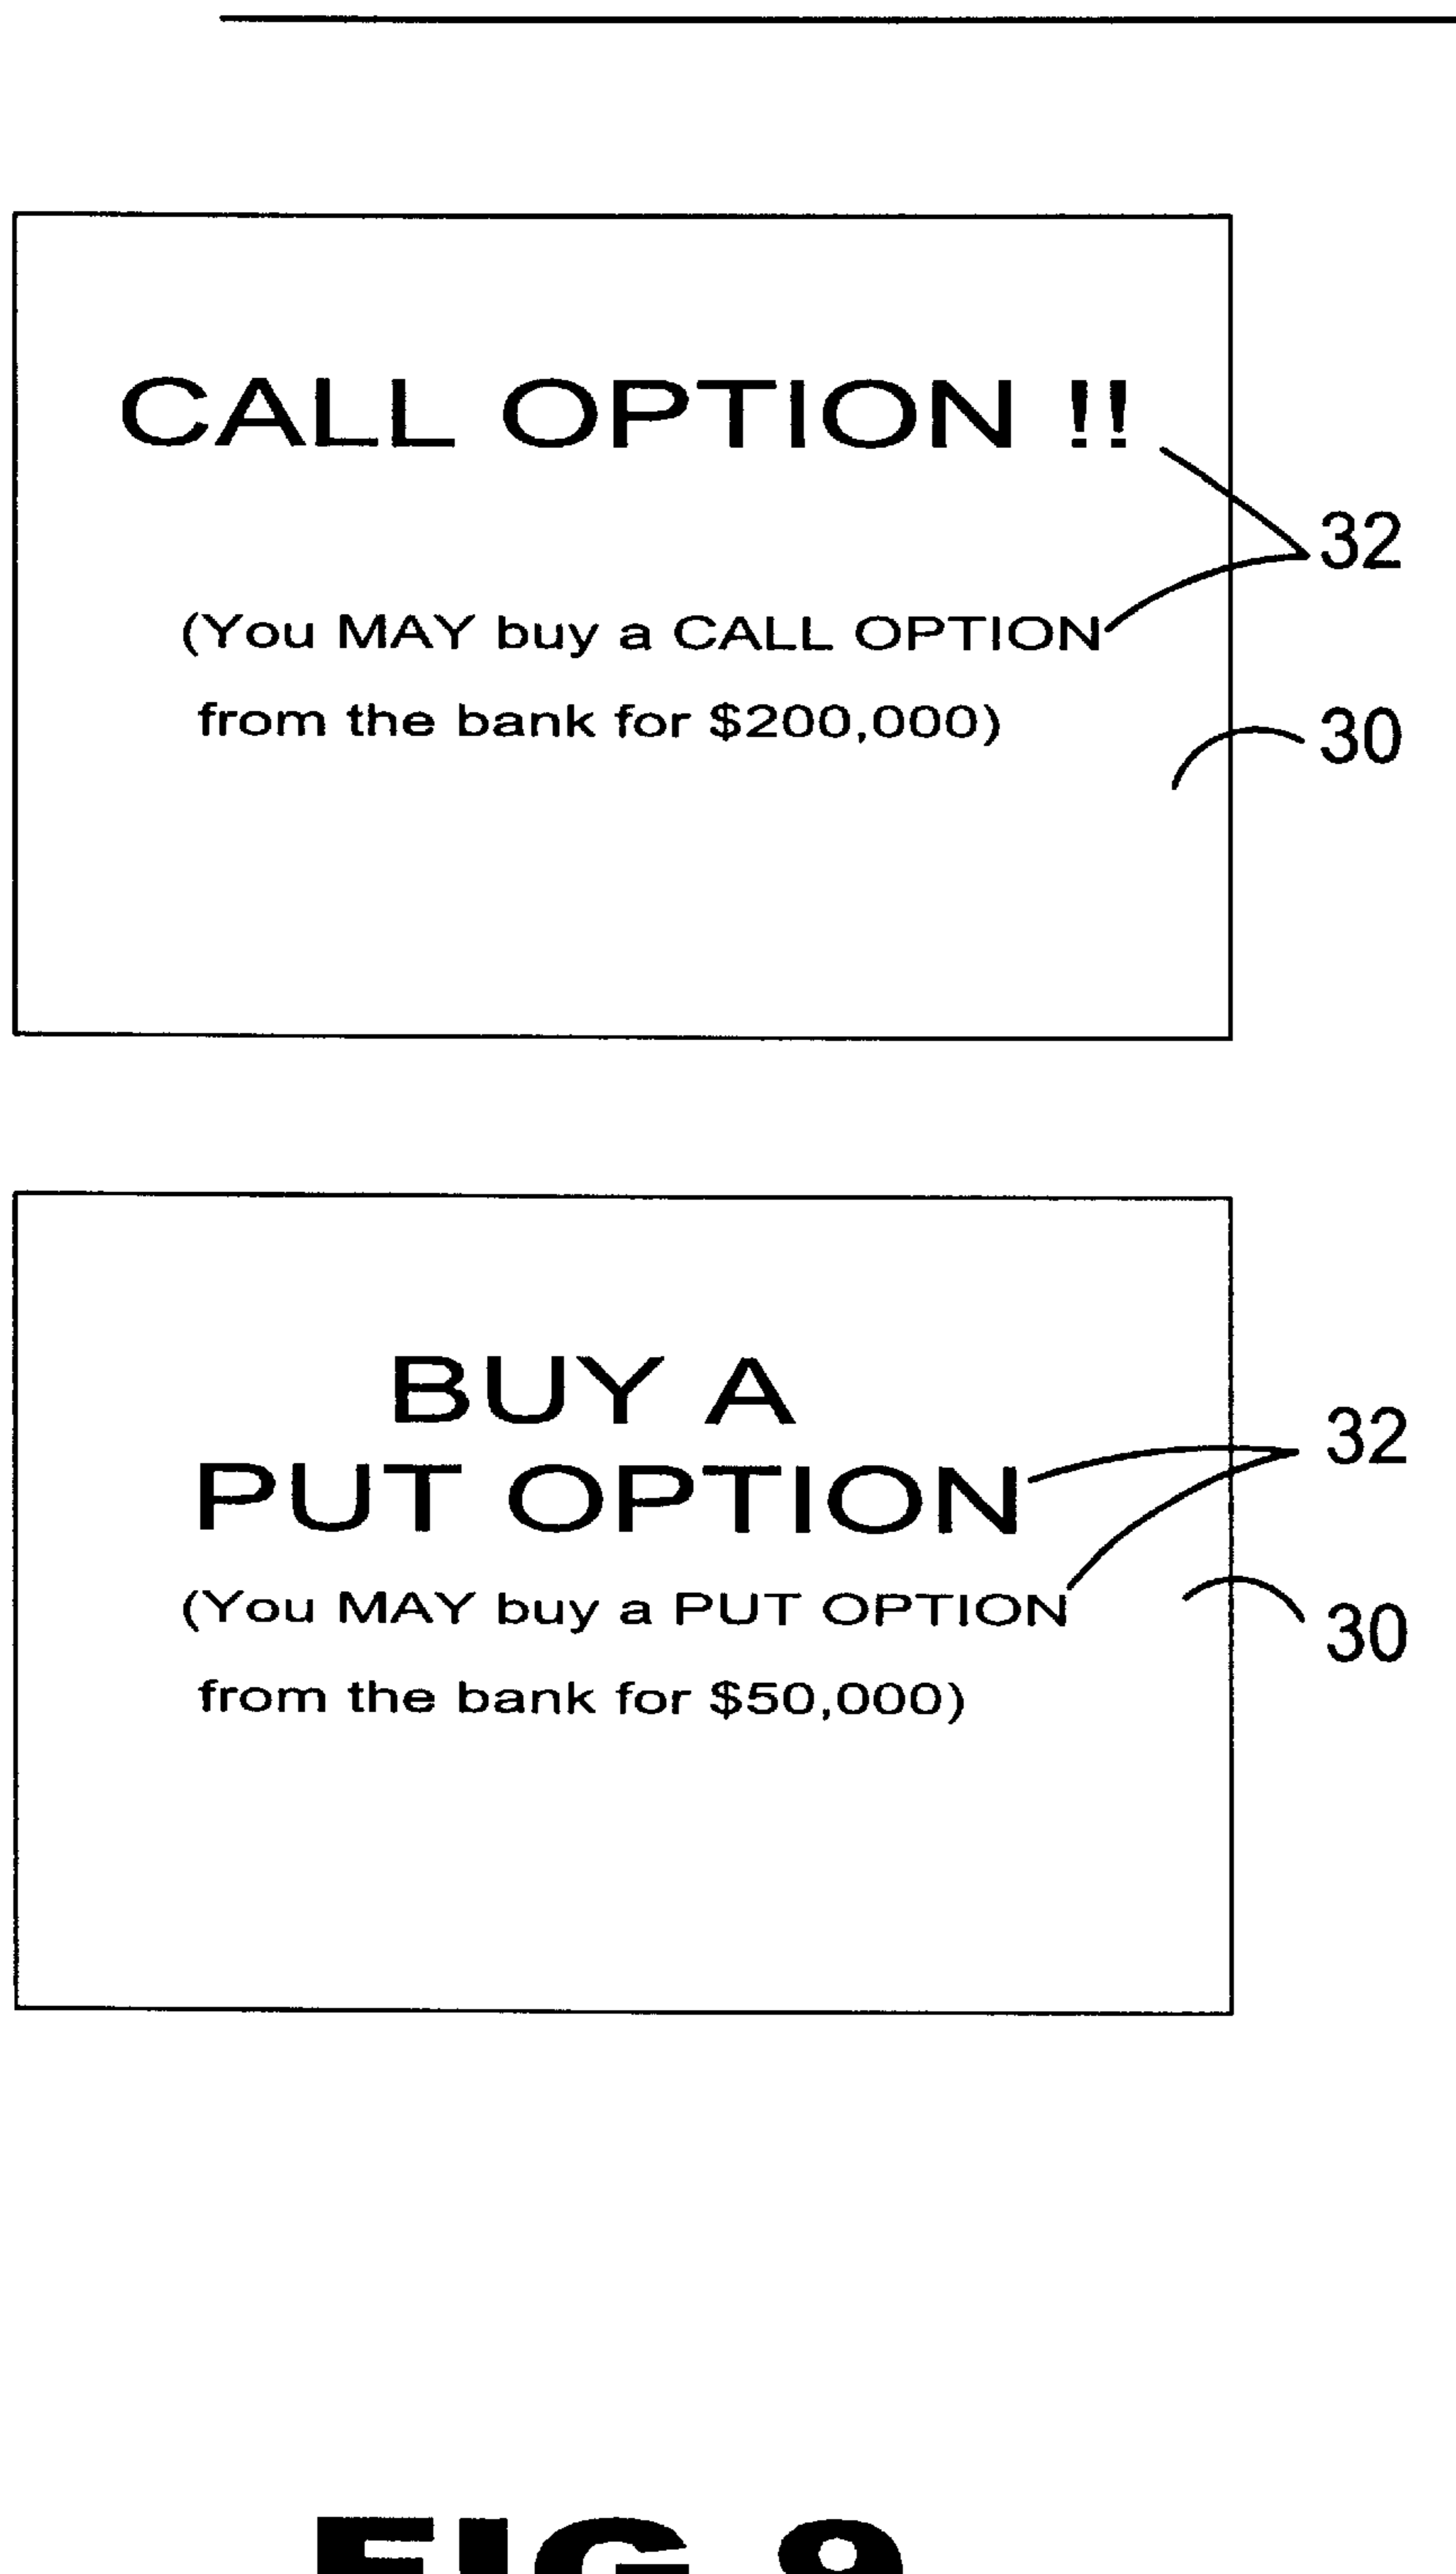 CALL OPTION !!
32
(You MAY buy a CALL OPTION
from the bank for $200,000)
30
BUY A
32
PUT OPTION
(You MAY buy a PUT OPTION
30
from the bank for $50,000)
FIG